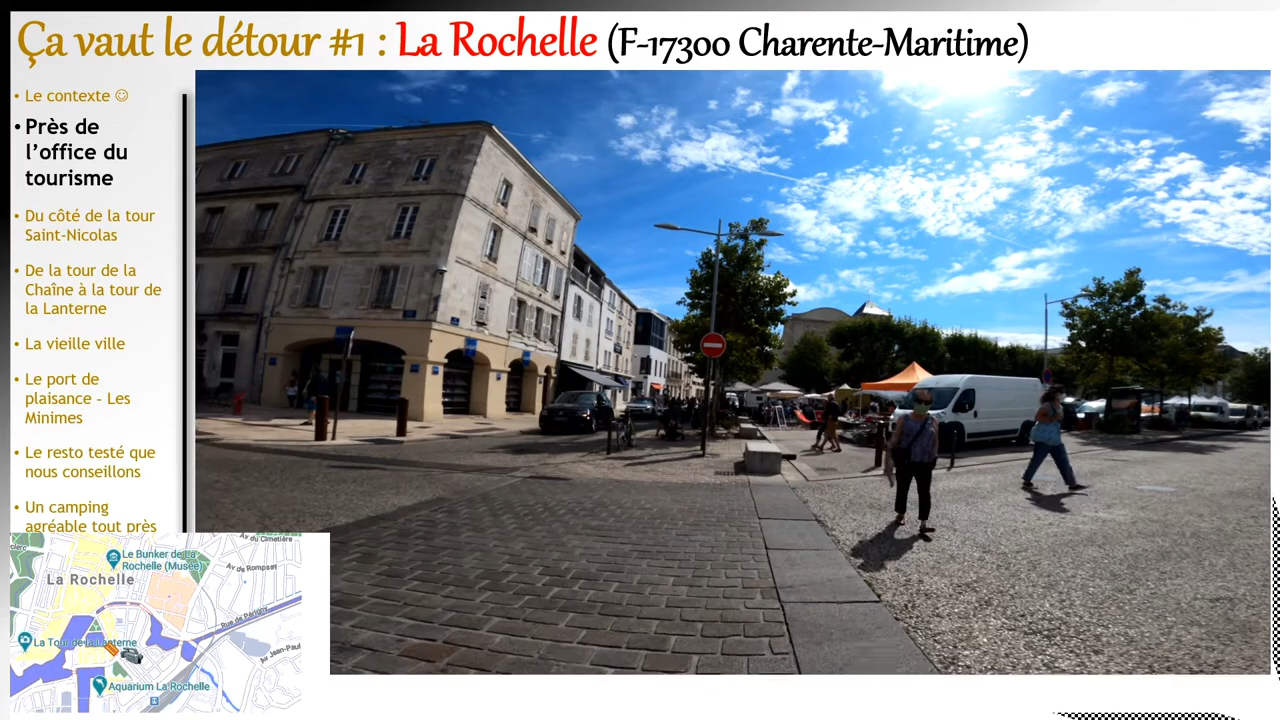 Ça vaut le détour #1 : La Rochelle (F-17300 Charente-Maritime)
• Le contexte ☺
• Près de
l'office du
tourisme
• Du côté de la tour
Saint-Nicolas
• De la tour de la
Chaîne à la tour de
la Lanterne
• La vieille ville
• Le port de
plaisance - Les
Minimes
• Le resto testé que
nous conseillons
• Un camping
agréable tout près
Av du Cimetière
Le Bunker de La
Rochelle (Musée)
La Rochelle
Av de Rompsay
Rue de Périgny
La Tour de la Lanterne
Av Jean-Paul
Aquarium La Rochelle